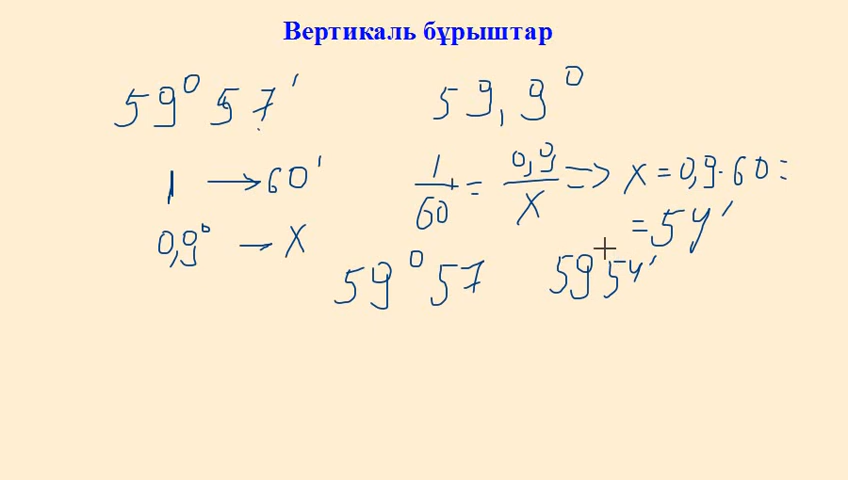 Вертикаль бұрыштар
59° 57' 59,9°
1 → 60' 1/60 = 0,9/x => x = 0,9·60 =
0,9° → x = 54'
59° 57 59 54'